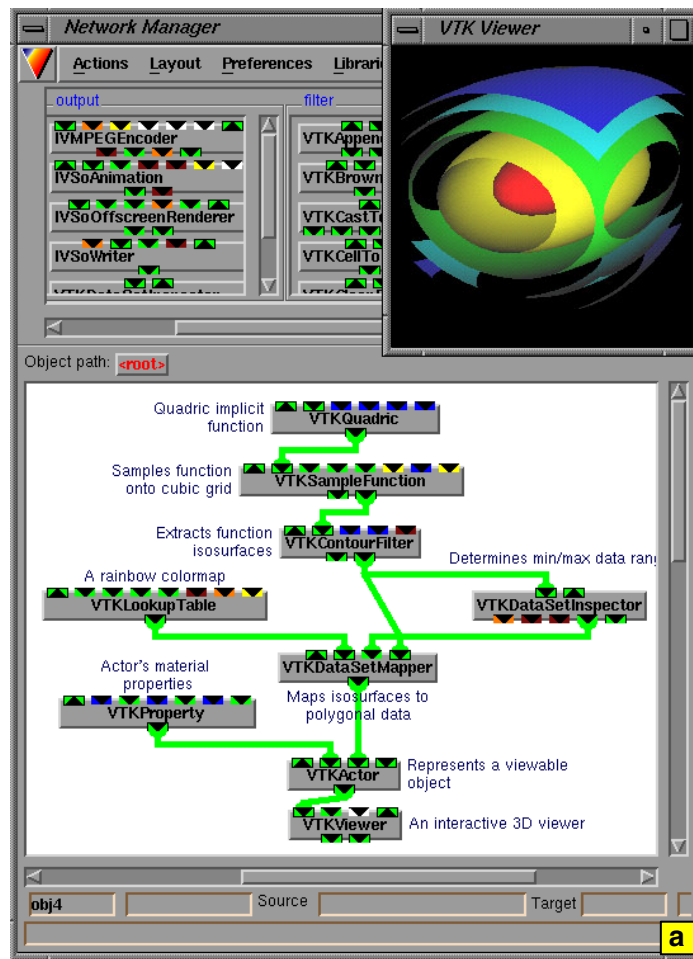 Network Manager
VTK Viewer
Actions Layout Preferences
output
filter
IVMPEGEncoder
IVSoAnimation
IVSoOffscreenRenderer
IVSoWriter
Object path: <root>
Quadric implicit
function
VTKQuadric
Samples function
onto cubic grid
VTKSampleFunction
Extracts function
isosurfaces
VTKContourFilter
Determines min/max data
A rainbow colormap
VTKLookupTable
VTKDataSetInspector
Actor's material
properties
VTKDataSetMapper
Maps isosurfaces to
polygonal data
VTKProperty
VTKActor
Represents a viewable
object
VTKViewer
An interactive 3D viewer
obj4
Source
Target
a